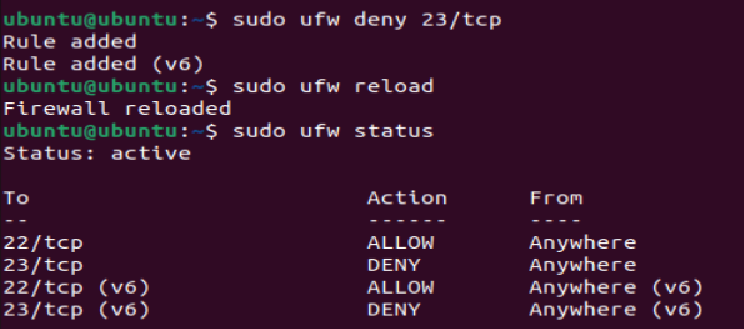 ubuntu@ubuntu:~$ sudo ufw deny 23/tcp
Rule added
Rule added (v6)
ubuntu@ubuntu:~$ sudo ufw reload
Firewall reloaded
ubuntu@ubuntu:~$ sudo ufw status
Status: active
To Action From
-- ------ ----
22/tcp ALLOW Anywhere
23/tcp DENY Anywhere
22/tcp (v6) ALLOW Anywhere (v6)
23/tcp (v6) DENY Anywhere (v6)